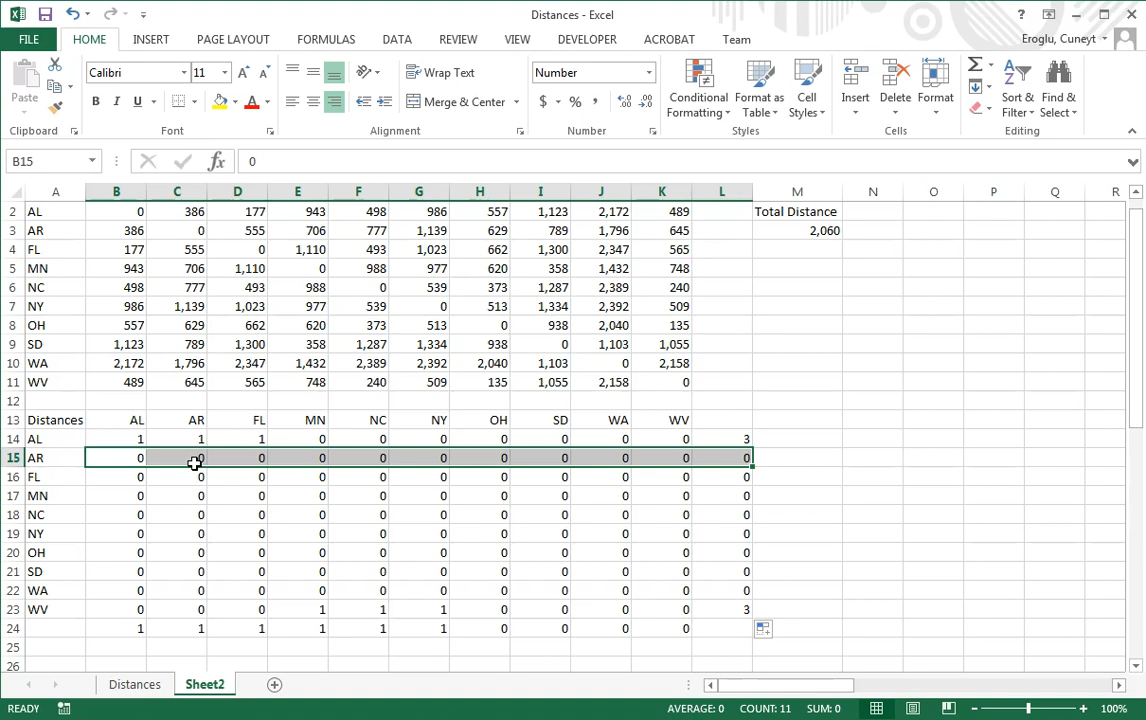 Distances - Excel
FILE HOME INSERT PAGE LAYOUT FORMULAS DATA REVIEW VIEW DEVELOPER ACROBAT Team Eroglu, Cuneyt
Paste Calibri 11 Wrap Text Number
B I U Merge & Center $ % , Conditional Formatting Format as Table Cell Styles Insert Delete Format Sort & Filter Find & Select
Clipboard Font Alignment Number Styles Cells Editing
B15 fx 0
A B C D E F G H I J K L M N O P Q R
2 AL 0 386 177 943 498 986 557 1,123 2,172 489 Total Distance
3 AR 386 0 555 706 777 1,139 629 789 1,796 645 2,060
4 FL 177 555 0 1,110 493 1,023 662 1,300 2,347 565
5 MN 943 706 1,110 0 988 977 620 358 1,432 748
6 NC 498 777 493 988 0 539 373 1,287 2,389 240
7 NY 986 1,139 1,023 977 539 0 513 1,334 2,392 509
8 OH 557 629 662 620 373 513 0 938 2,040 135
9 SD 1,123 789 1,300 358 1,287 1,334 938 0 1,103 1,055
10 WA 2,172 1,796 2,347 1,432 2,389 2,392 2,040 1,103 0 2,158
11 WV 489 645 565 748 240 509 135 1,055 2,158 0
12
13 Distances AL AR FL MN NC NY OH SD WA WV
14 AL 1 1 1 0 0 0 0 0 0 0 3
15 AR 0 0 0 0 0 0 0 0 0 0 0
16 FL 0 0 0 0 0 0 0 0 0 0 0
17 MN 0 0 0 0 0 0 0 0 0 0 0
18 NC 0 0 0 0 0 0 0 0 0 0 0
19 NY 0 0 0 0 0 0 0 0 0 0 0
20 OH 0 0 0 0 0 0 0 0 0 0 0
21 SD 0 0 0 0 0 0 0 0 0 0 0
22 WA 0 0 0 0 0 0 0 0 0 0 0
23 WV 0 0 0 1 1 1 0 0 0 0 3
24 1 1 1 1 1 1 0 0 0 0
25
26
Distances Sheet2
READY AVERAGE: 0 COUNT: 11 SUM: 0 100%